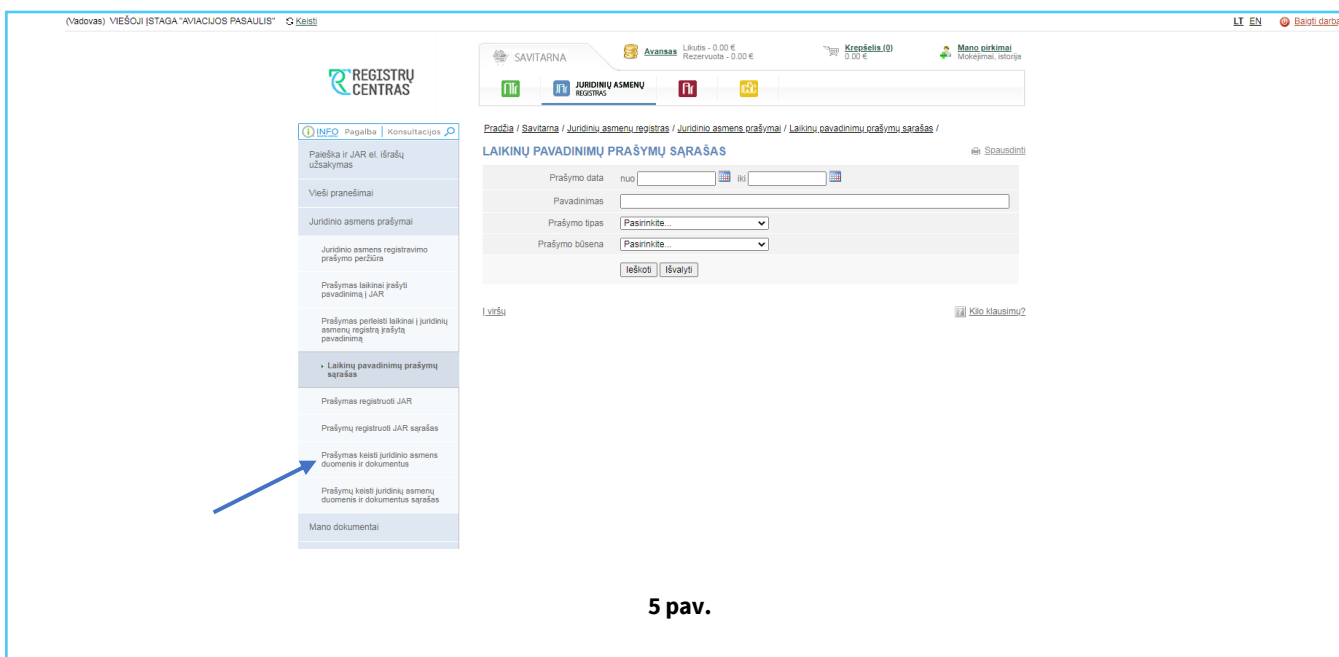 (Vadovas) VIEŠOJI ĮSTAGA "AVIACIJOS PASAULIS" Keisti
LT EN Baigti darbą
REGISTRŲ
CENTRAS
SAVITARNA
Avansas
Likutis - 0.00 €
Rezervuota - 0.00 €
Krepšelis (0)
0.00 €
Mano pirkimai
Mokėjimai, istorija
NTr
JAr
JURIDINIŲ ASMENŲ
REGISTRAS
INFO Pagalba | Konsultacijos
Paieška ir JAR el. išrašų
užsakymas
Vieši pranešimai
Juridinio asmens prašymai
Juridinio asmens registravimo
prašymo peržiūra
Prašymas laikinai įrašyti
pavadinimą į JAR
Prašymas perleisti laikinai į juridinių
asmenų registrą įrašytą
pavadinimą
Laikinų pavadinimų prašymų
sąrašas
Prašymas registruoti JAR
Prašymų registruoti JAR sąrašas
Prašymas keisti juridinio asmens
duomenis ir dokumentus
Prašymų keisti juridinių asmenų
duomenis ir dokumentus sąrašas
Mano dokumentai
Pradžia / Savitarna / Juridinių asmenų registras / Juridinio asmens prašymai / Laikinų pavadinimų prašymų sąrašas /
LAIKINŲ PAVADINIMŲ PRAŠYMŲ SĄRAŠAS
Spausdinti
Prašymo data nuo iki
Pavadinimas
Prašymo tipas Pasirinkite...
Prašymo būsena Pasirinkite...
Ieškoti Išvalyti
Į viršų
Kilo klausimų?
5 pav.